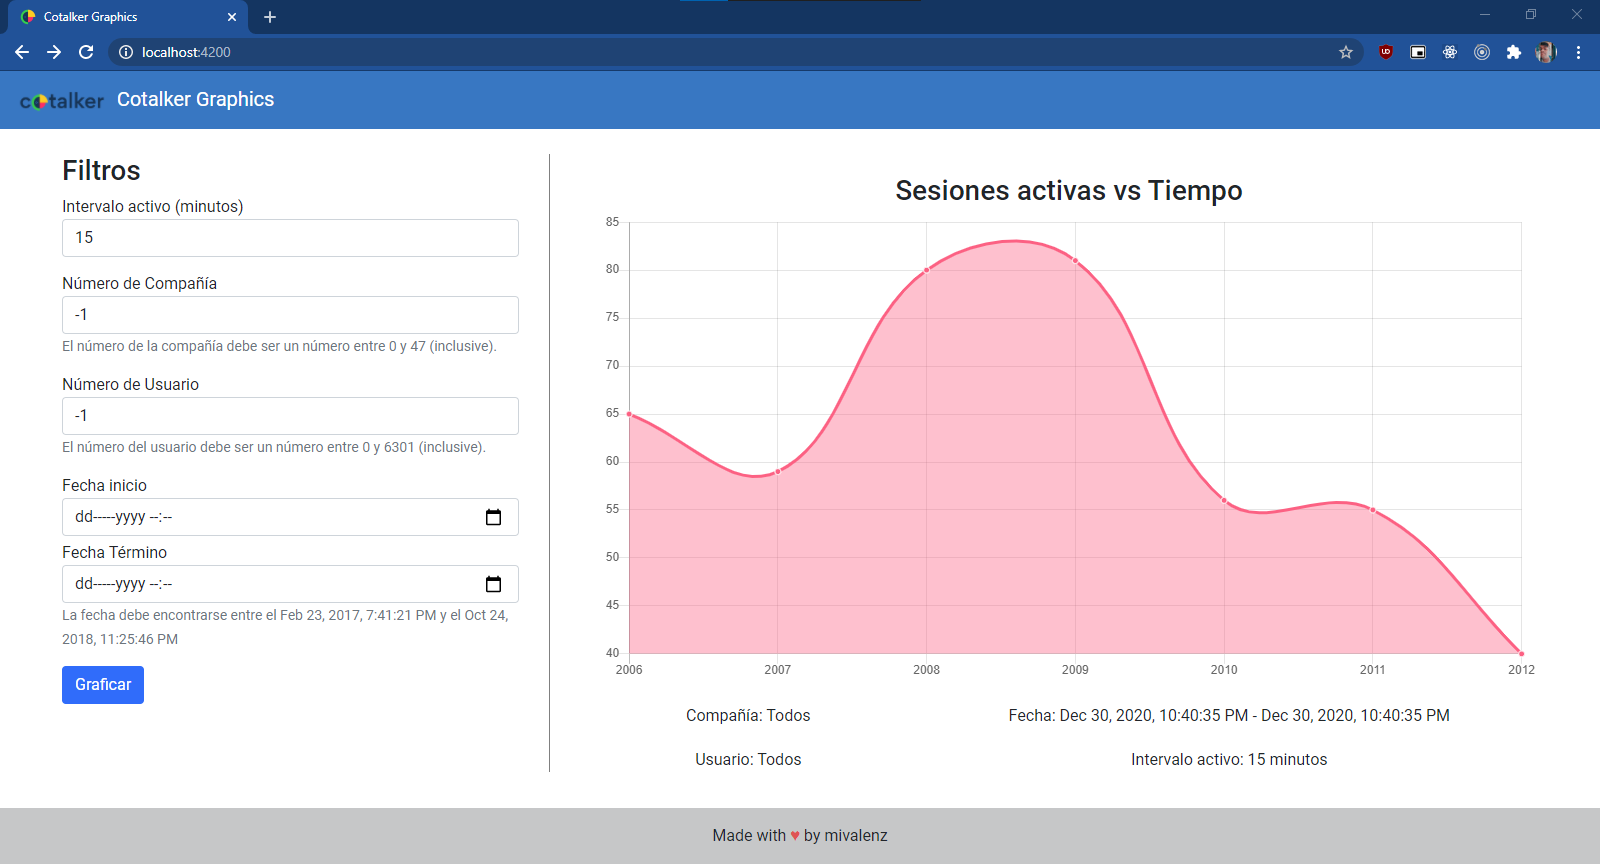 Cotalker Graphics
localhost:4200
cotalker Cotalker Graphics
Filtros
Intervalo activo (minutos)
15
Número de Compañía
-1
El número de la compañía debe ser un número entre 0 y 47 (inclusive).
Número de Usuario
-1
El número del usuario debe ser un número entre 0 y 6301 (inclusive).
Fecha inicio
dd-----yyyy --:--
Fecha Término
dd-----yyyy --:--
La fecha debe encontrarse entre el Feb 23, 2017, 7:41:21 PM y el Oct 24,
2018, 11:25:46 PM
Graficar
Sesiones activas vs Tiempo
85
80
75
70
65
60
55
50
45
40
2006 2007 2008 2009 2010 2011 2012
Compañía: Todos Fecha: Dec 30, 2020, 10:40:35 PM - Dec 30, 2020, 10:40:35 PM
Usuario: Todos Intervalo activo: 15 minutos
Made with ♥ by mivalenz